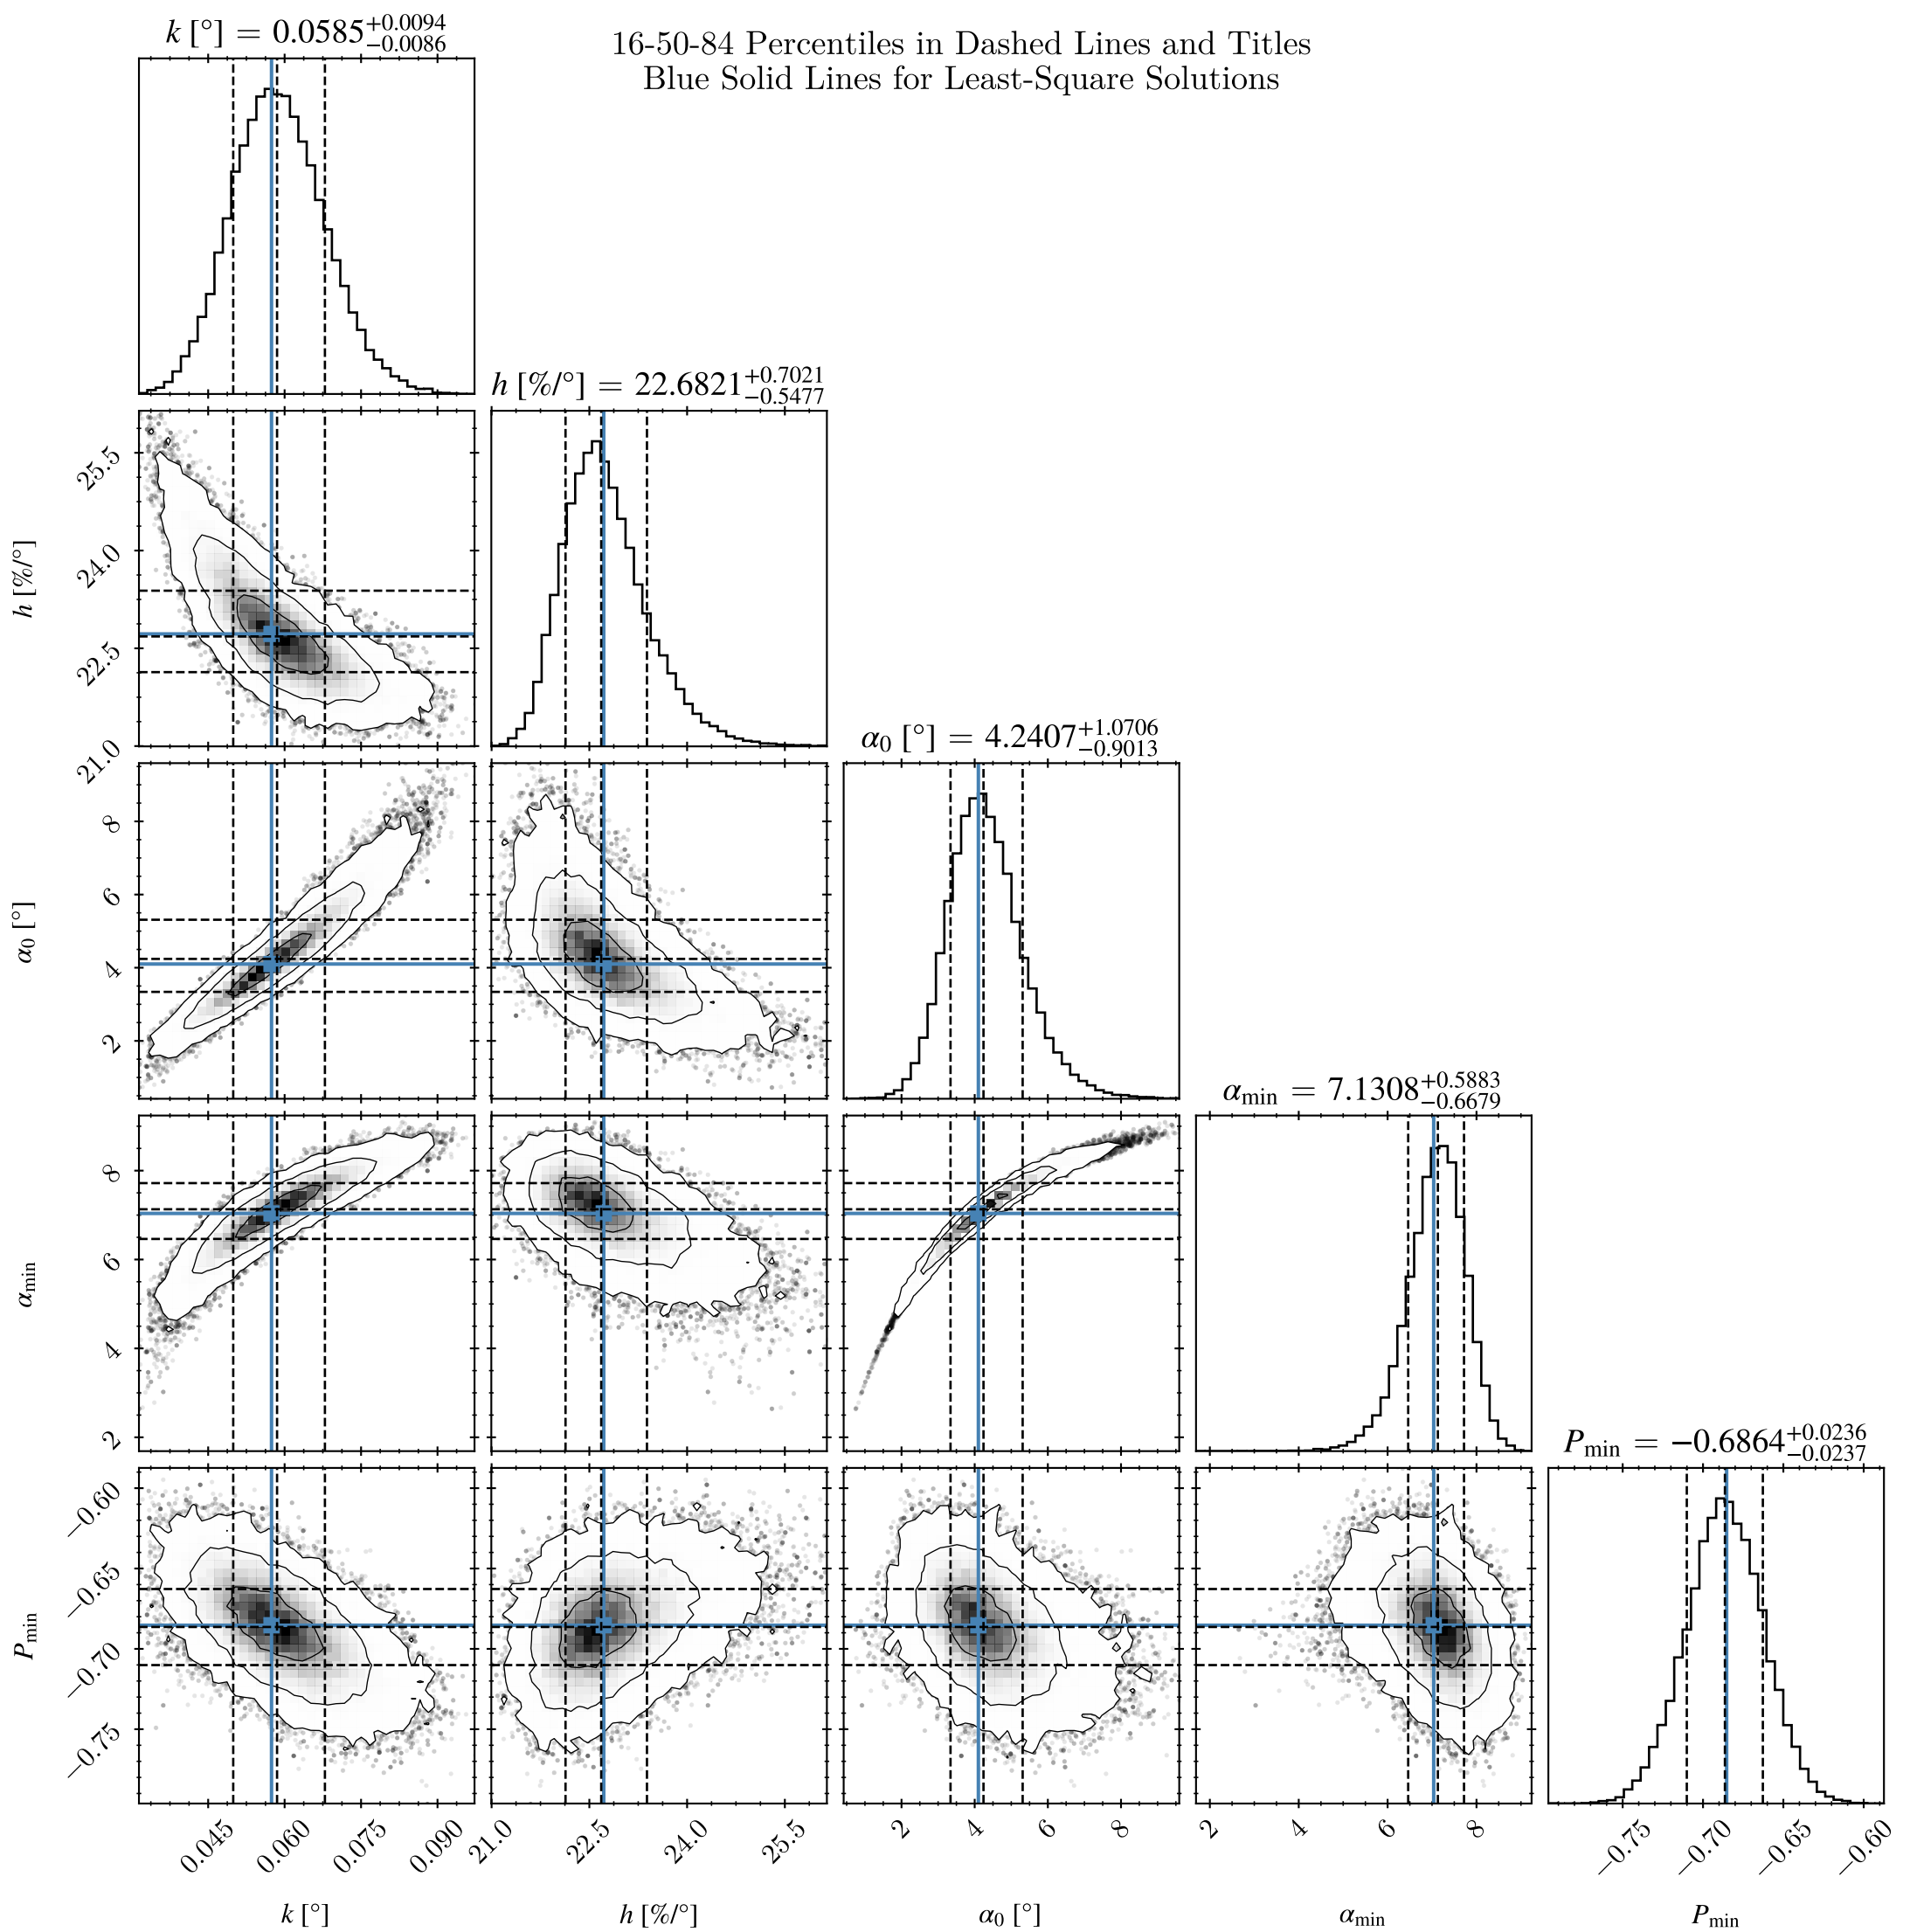 k [°] = 0.0585 +0.0094 −0.0086
16-50-84 Percentiles in Dashed Lines and Titles
Blue Solid Lines for Least-Square Solutions
h [%/°] = 22.6821 +0.7021 −0.5477
25.5
24.0
22.5
21.0
h [%/°]
α0 [°] = 4.2407 +1.0706 −0.9013
8
6
4
2
α0 [°]
αmin = 7.1308 +0.5883 −0.6679
8
6
4
2
αmin
Pmin = −0.6864 +0.0236 −0.0237
−0.60
−0.65
−0.70
−0.75
Pmin
0.045 0.060 0.075 0.090
21.0 22.5 24.0 25.5
2 4 6 8
2 4 6 8
−0.75 −0.70 −0.65 −0.60
k [°]
h [%/°]
α0 [°]
αmin
Pmin